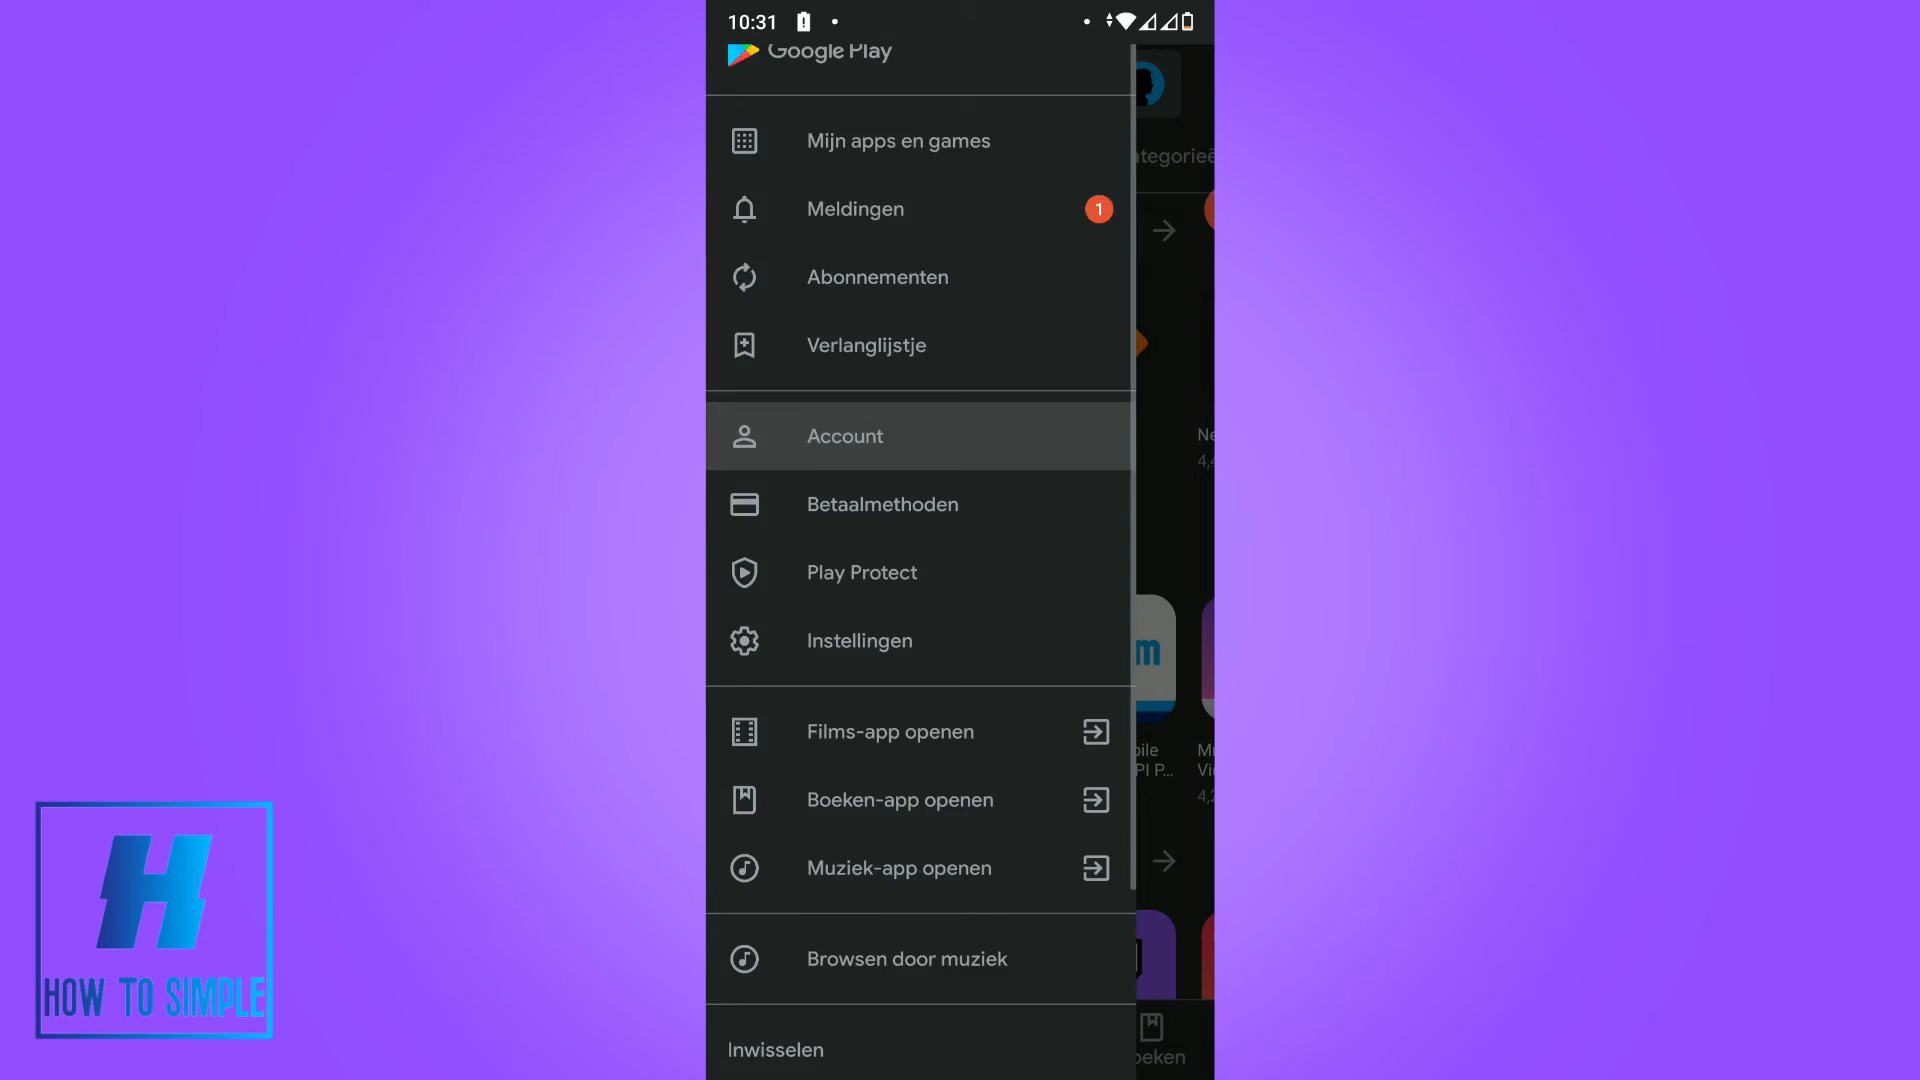 10:31
Google Play
Mijn apps en games
Meldingen
1
Abonnementen
Verlanglijstje
Account
Betaalmethoden
Play Protect
Instellingen
Films-app openen
Boeken-app openen
Muziek-app openen
Browsen door muziek
Inwisselen
HOW TO SIMPLE